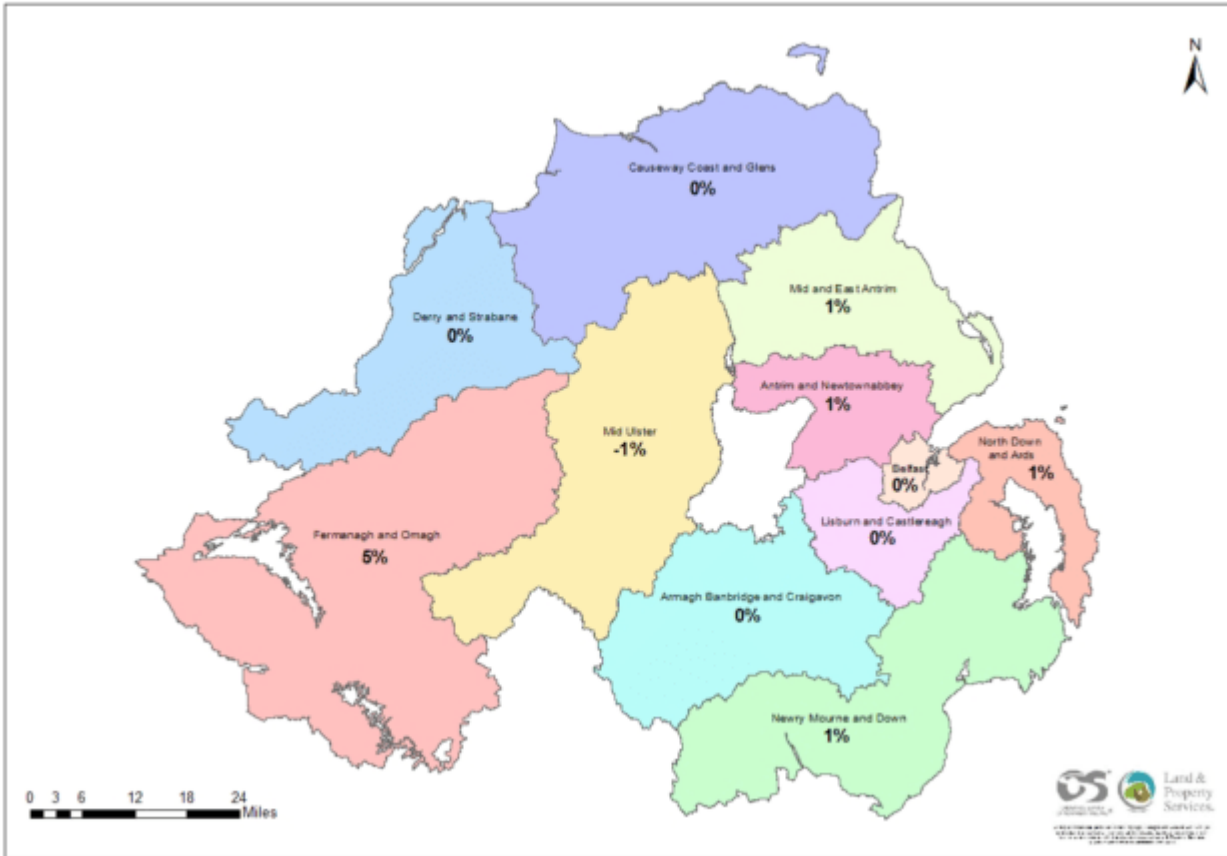 N
Causeway Coast and Glens
0%
Mid and East Antrim
1%
Derry and Strabane
0%
Antrim and Newtownabbey
1%
Mid Ulster
-1%
North Down
and Ards
1%
Belfast
0%
Lisburn and Castlereagh
0%
Fermanagh and Omagh
5%
Armagh Banbridge and Craigavon
0%
Newry Mourne and Down
1%
0 3 6 12 18 24
Miles
OS
Land &
Property
Services.